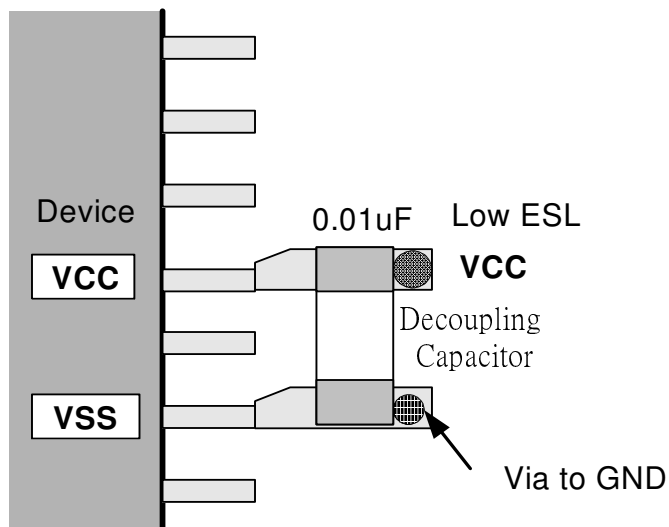 Device
0.01uF
Low ESL
VCC
VCC
Decoupling
Capacitor
VSS
Via to GND